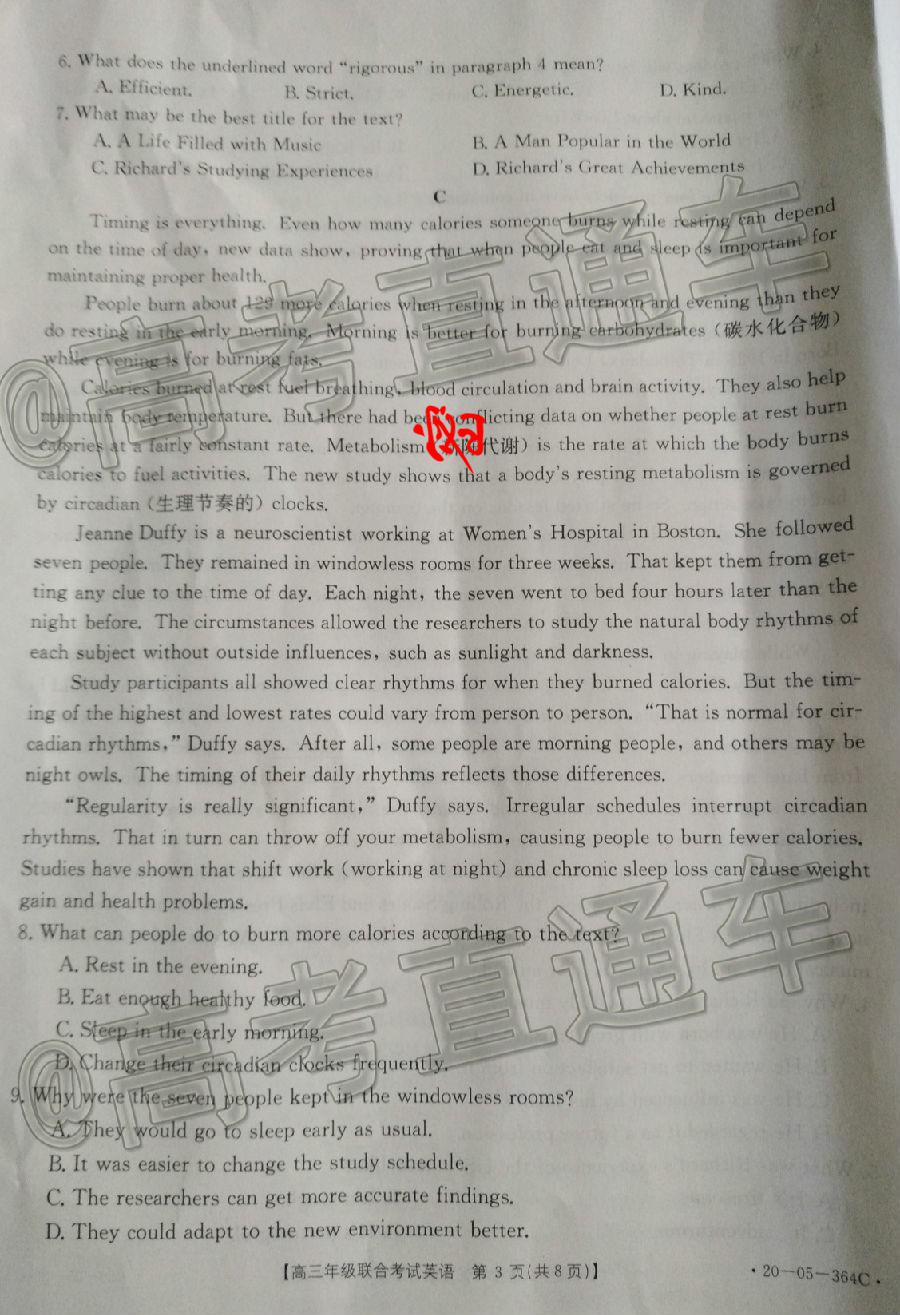 6. What does the underlined word “rigorous” in paragraph 4 mean?
A. Efficient. B. Strict. C. Energetic. D. Kind.
7. What may be the best title for the text?
A. A Life Filled with Music B. A Man Popular in the World
C. Richard's Studying Experiences D. Richard's Great Achievements
C
Timing is everything. Even how many calories someone burns while resting can depend
on the time of day, new data show, proving that when people eat and sleep is important for
maintaining proper health.
People burn about 129 more calories when resting in the afternoon and evening than they
do resting in the early morning. Morning is better for burning carbohydrates (碳水化合物)
while evening is for burning fats.
Calories burned at rest fuel breathing, blood circulation and brain activity. They also help
maintain body temperature. But there had been conflicting data on whether people at rest burn
calories at a fairly constant rate. Metabolism (陈代谢) is the rate at which the body burns
calories to fuel activities. The new study shows that a body's resting metabolism is governed
by circadian (生理节奏的) clocks.
Jeanne Duffy is a neuroscientist working at Women's Hospital in Boston. She followed
seven people. They remained in windowless rooms for three weeks. That kept them from get-
ting any clue to the time of day. Each night, the seven went to bed four hours later than the
night before. The circumstances allowed the researchers to study the natural body rhythms of
each subject without outside influences, such as sunlight and darkness.
Study participants all showed clear rhythms for when they burned calories. But the tim-
ing of the highest and lowest rates could vary from person to person. “That is normal for cir-
cadian rhythms,” Duffy says. After all, some people are morning people, and others may be
night owls. The timing of their daily rhythms reflects those differences.
“Regularity is really significant,” Duffy says. Irregular schedules interrupt circadian
rhythms. That in turn can throw off your metabolism, causing people to burn fewer calories.
Studies have shown that shift work (working at night) and chronic sleep loss can cause weight
gain and health problems.
8. What can people do to burn more calories according to the text?
A. Rest in the evening.
B. Eat enough healthy food.
C. Sleep in the early morning.
D. Change their circadian clocks frequently.
9. Why were the seven people kept in the windowless rooms?
A. They would go to sleep early as usual.
B. It was easier to change the study schedule.
C. The researchers can get more accurate findings.
D. They could adapt to the new environment better.
【高三年级联合考试英语 第 3 页(共 8 页)】 ·20-05-364C·
@高考直通车
@高考直通车